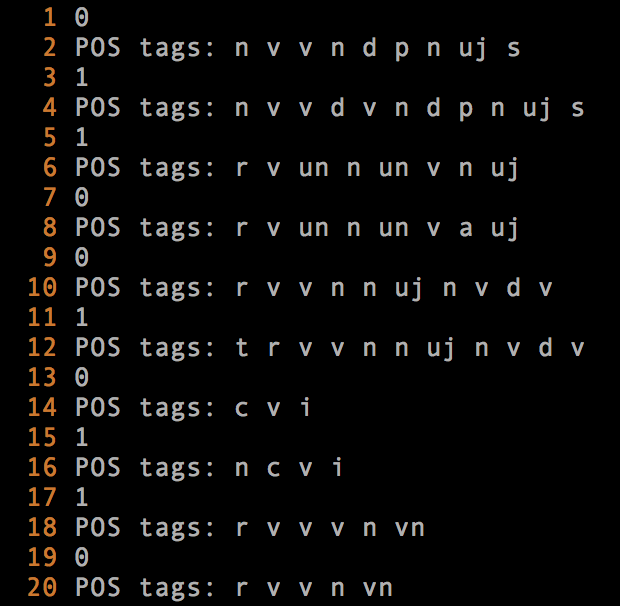 1 0
2 POS tags: n v v n d p n uj s
3 1
4 POS tags: n v v d v n d p n uj s
5 1
6 POS tags: r v un n un v n uj
7 0
8 POS tags: r v un n un v a uj
9 0
10 POS tags: r v v n n uj n v d v
11 1
12 POS tags: t r v v n n uj n v d v
13 0
14 POS tags: c v i
15 1
16 POS tags: n c v i
17 1
18 POS tags: r v v v n vn
19 0
20 POS tags: r v v n vn